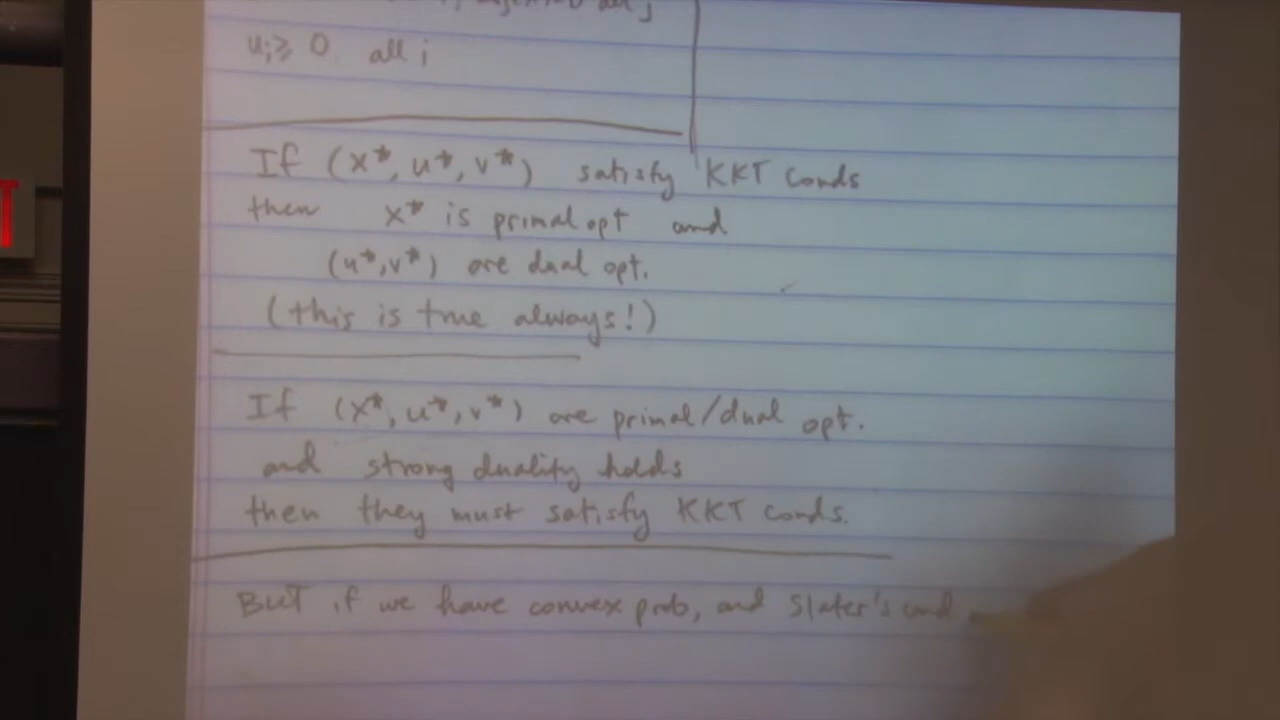 u_i ≥ 0 all i
If (x*, u*, v*) satisfy KKT conds
then x* is primal opt and
(u*, v*) are dual opt.
(this is true always!)
If (x*, u*, v*) are primal/dual opt.
and strong duality holds
then they must satisfy KKT conds.
But if we have convex prob, and Slater's cond
T